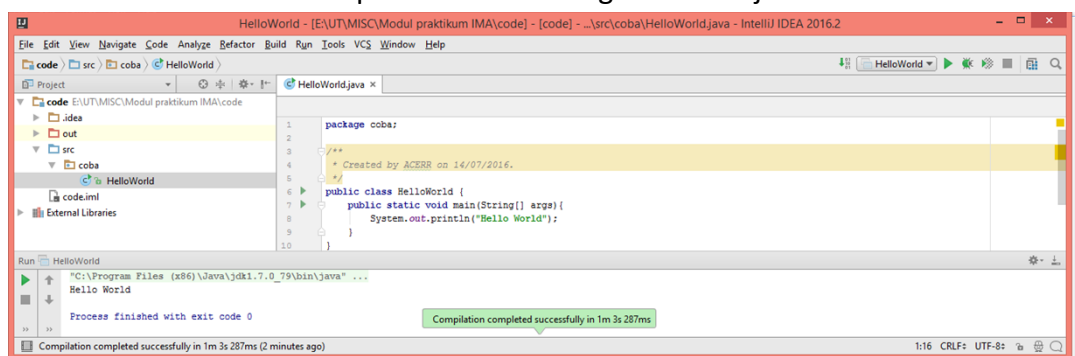 HelloWorld - [E:\UT\MISC\Modul praktikum IMA\code] - [code] - ...\src\coba\HelloWorld.java - IntelliJ IDEA 2016.2
File Edit View Navigate Code Analyze Refactor Build Run Tools VCS Window Help
code src coba HelloWorld
HelloWorld
Project
HelloWorld.java
code E:\UT\MISC\Modul praktikum IMA\code
.idea
out
src
coba
HelloWorld
code.iml
External Libraries
1 package coba;
2
3 /**
4 * Created by ACERR on 14/07/2016.
5 */
6 public class HelloWorld {
7 public static void main(String[] args){
8 System.out.println("Hello World");
9 }
10 }
Run HelloWorld
"C:\Program Files (x86)\Java\jdk1.7.0_79\bin\java" ...
Hello World
Process finished with exit code 0
Compilation completed successfully in 1m 3s 287ms
Compilation completed successfully in 1m 3s 287ms (2 minutes ago)
1:16 CRLF UTF-8